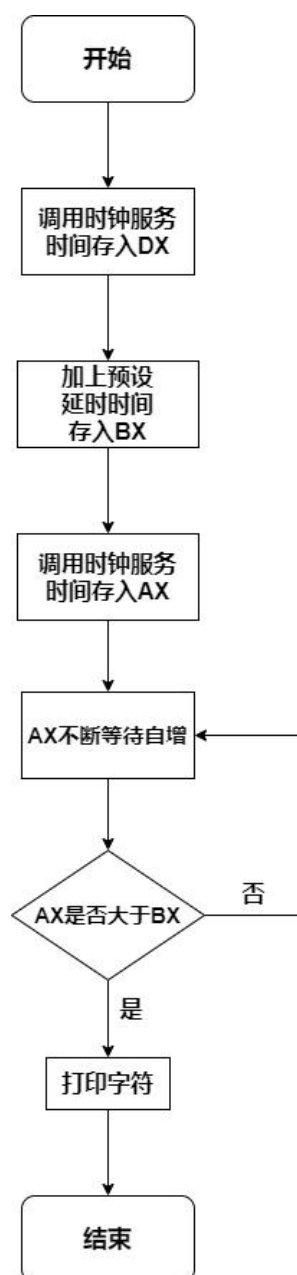 开始
调用时钟服务
时间存入DX
加上预设
延时时间
存入BX
调用时钟服务
时间存入AX
AX不断等待自增
AX是否大于BX
否
是
打印字符
结束